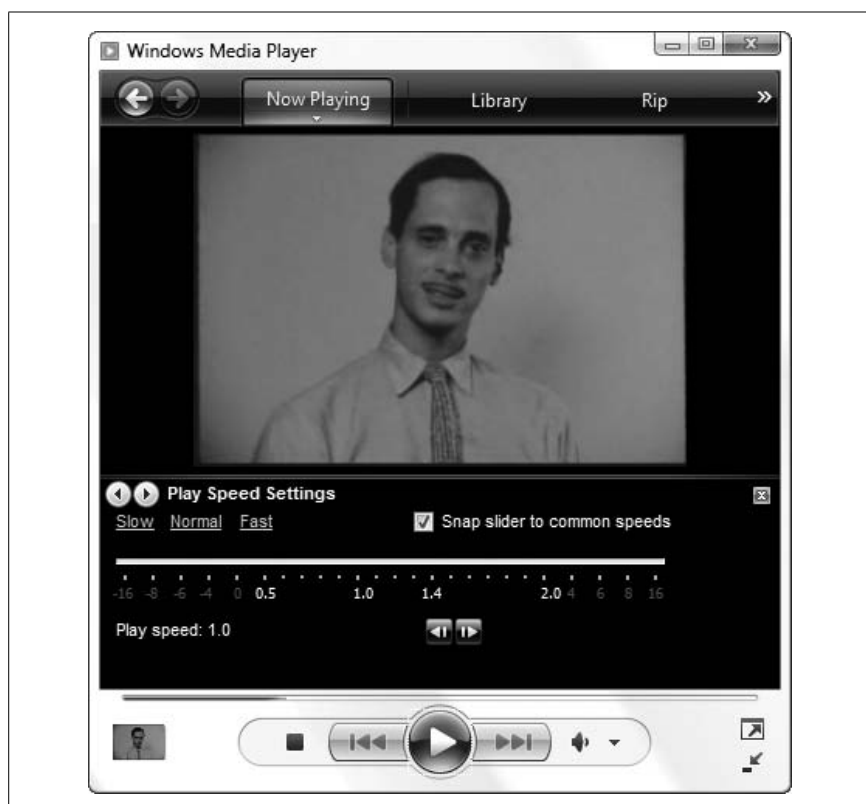 Windows Media Player
Now Playing Library Rip »
Play Speed Settings
Slow Normal Fast Snap slider to common speeds
-16 -8 -6 -4 0 0.5 1.0 1.4 2.0 4 6 8 16
Play speed: 1.0